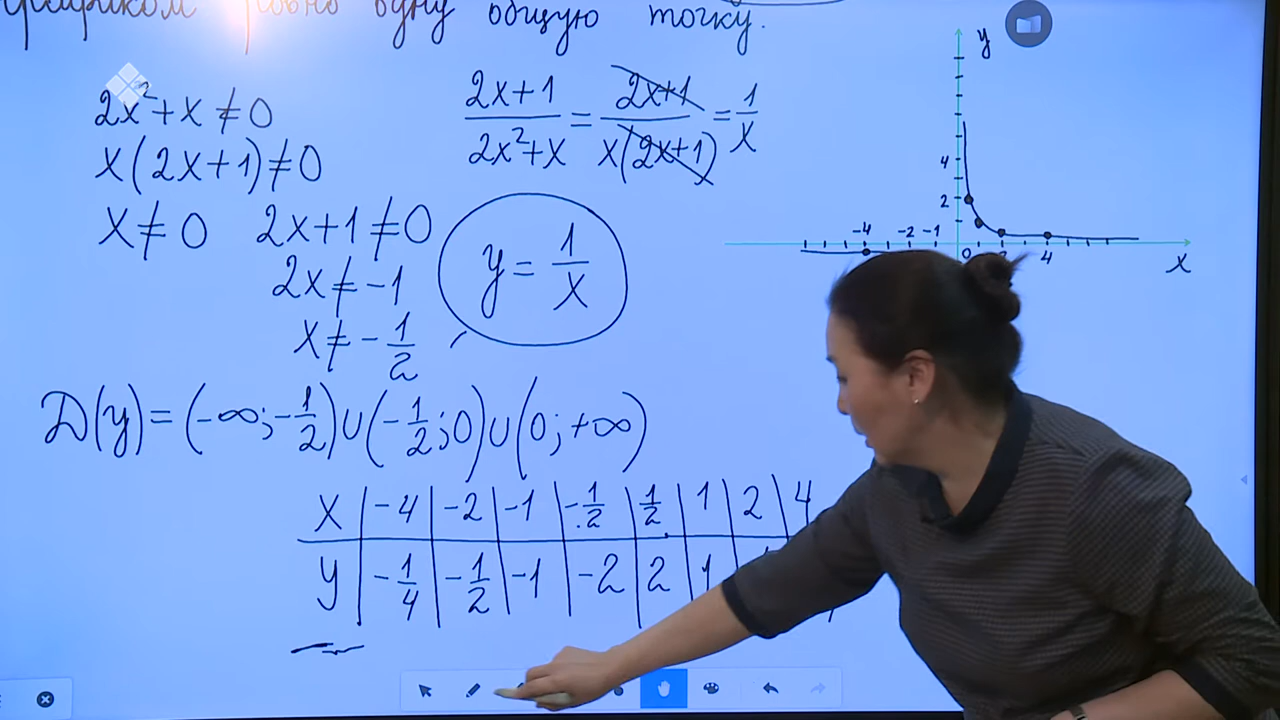 графиком ровно одну общую точку.
2x²+x≠0
x(2x+1)≠0
x≠0 2x+1≠0
2x≠-1
x≠-1/2
(2x+1)/(2x²+x)=(2x+1)/(x(2x+1))=1/x
y=1/x
D(y)=(-∞;-1/2)∪(-1/2;0)∪(0;+∞)
x | -4 | -2 | -1 | -1/2 | 1/2 | 1 | 2 | 4
y | -1/4 | -1/2 | -1 | -2 | 2 | 1
y
4
2
-4 -2 -1 0 4
x